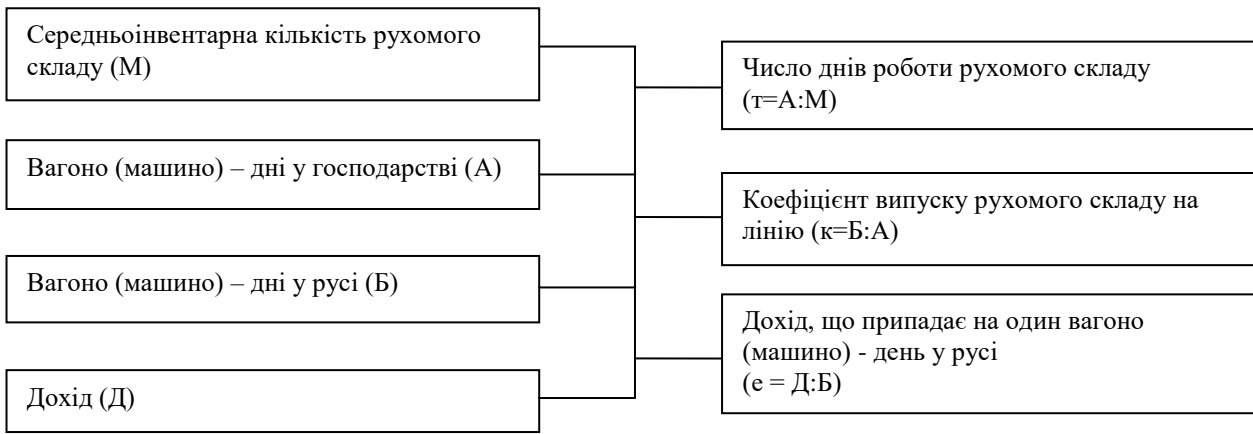 Середньоінвентарна кількість рухомого
складу (М)
Вагоно (машино) – дні у господарстві (А)
Вагоно (машино) – дні у русі (Б)
Дохід (Д)
Число днів роботи рухомого складу
(т=А:М)
Коефіцієнт випуску рухомого складу на
лінію (к=Б:А)
Дохід, що припадає на один вагоно
(машино) - день у русі
(е = Д:Б)